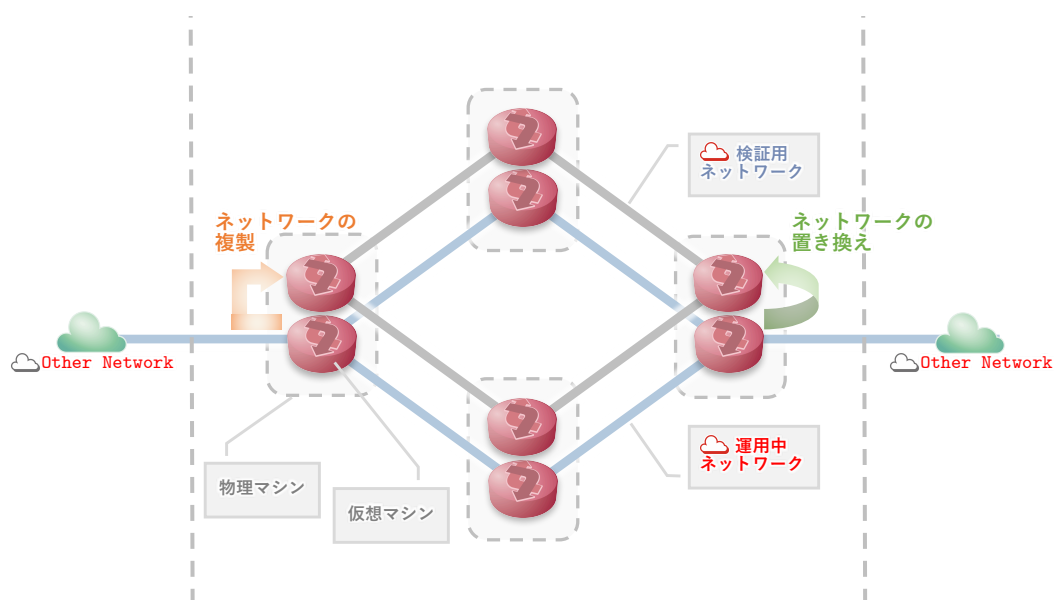 検証用
ネットワーク
ネットワークの
複製
ネットワークの
置き換え
Other Network
Other Network
運用中
ネットワーク
物理マシン
仮想マシン